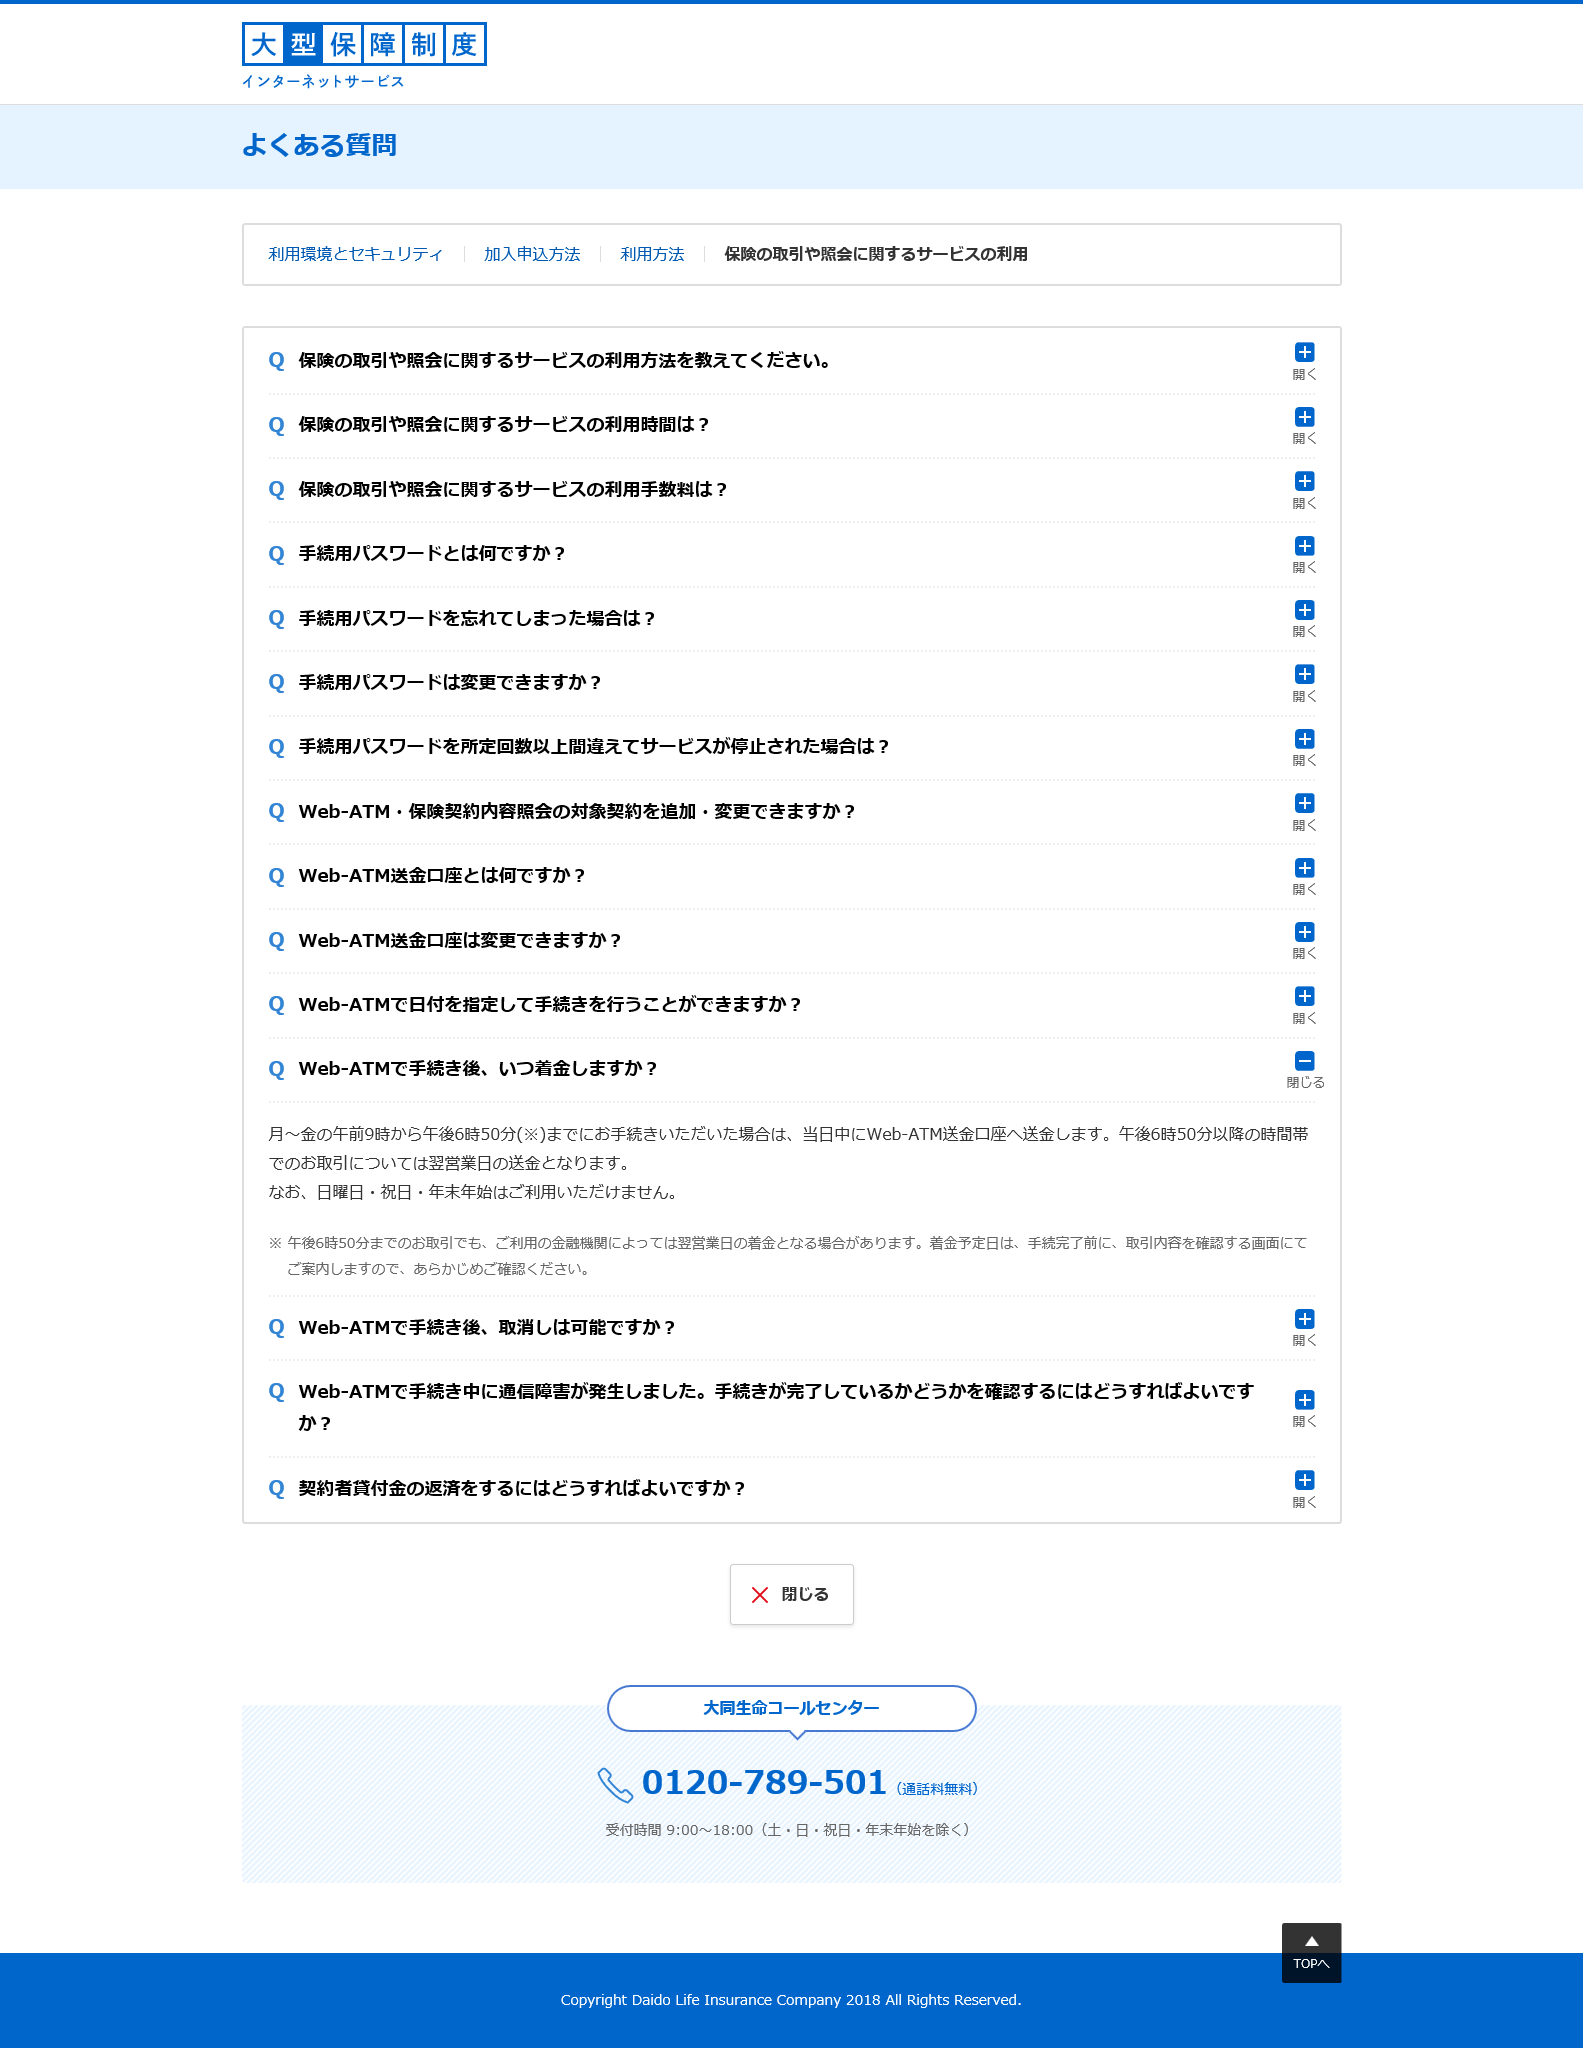 大型保障制度
インターネットサービス
よくある質問
利用環境とセキュリティ 加入申込方法 利用方法 保険の取引や照会に関するサービスの利用
Q 保険の取引や照会に関するサービスの利用方法を教えてください。
開く
Q 保険の取引や照会に関するサービスの利用時間は？
開く
Q 保険の取引や照会に関するサービスの利用手数料は？
開く
Q 手続用パスワードとは何ですか？
開く
Q 手続用パスワードを忘れてしまった場合は？
開く
Q 手続用パスワードは変更できますか？
開く
Q 手続用パスワードを所定回数以上間違えてサービスが停止された場合は？
開く
Q Web-ATM・保険契約内容照会の対象契約を追加・変更できますか？
開く
Q Web-ATM送金口座とは何ですか？
開く
Q Web-ATM送金口座は変更できますか？
開く
Q Web-ATMで日付を指定して手続きを行うことができますか？
開く
Q Web-ATMで手続き後、いつ着金しますか？
閉じる
月～金の午前9時から午後6時50分(※)までにお手続きいただいた場合は、当日中にWeb-ATM送金口座へ送金します。午後6時50分以降の時間帯
でのお取引については翌営業日の送金となります。
なお、日曜日・祝日・年末年始はご利用いただけません。
※ 午後6時50分までのお取引でも、ご利用の金融機関によっては翌営業日の着金となる場合があります。着金予定日は、手続完了前に、取引内容を確認する画面にて
ご案内しますので、あらかじめご確認ください。
Q Web-ATMで手続き後、取消しは可能ですか？
開く
Q Web-ATMで手続き中に通信障害が発生しました。手続きが完了しているかどうかを確認するにはどうすればよいです
か？
開く
Q 契約者貸付金の返済をするにはどうすればよいですか？
開く
閉じる
大同生命コールセンター
0120-789-501（通話料無料）
受付時間 9:00～18:00（土・日・祝日・年末年始を除く）
TOPへ
Copyright Daido Life Insurance Company 2018 All Rights Reserved.